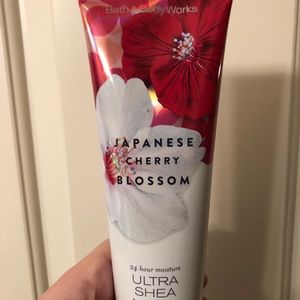 Bath & Body Works
JAPANESE
CHERRY
BLOSSOM
24 hour moisture
ULTRA
SHEA